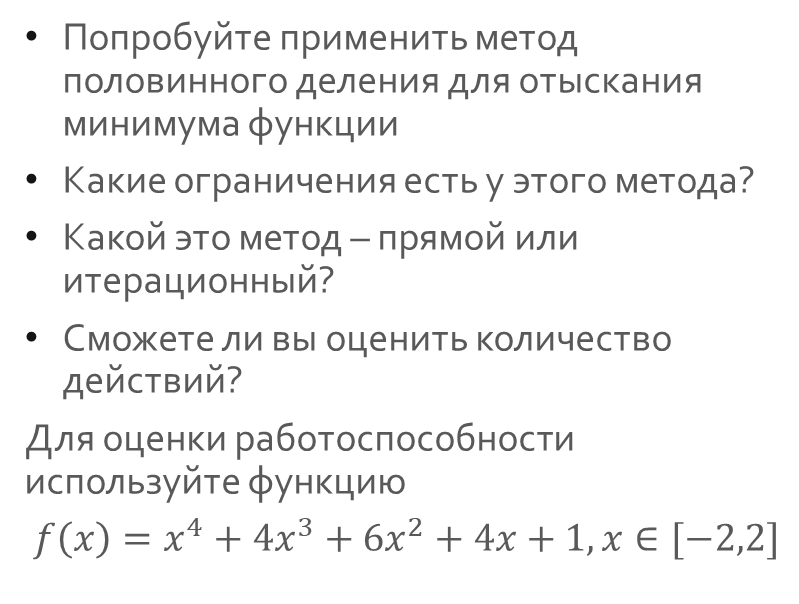 • Попробуйте применить метод
половинного деления для отыскания
минимума функции
• Какие ограничения есть у этого метода?
• Какой это метод – прямой или
итерационный?
• Сможете ли вы оценить количество
действий?
Для оценки работоспособности
используйте функцию
𝑓(𝑥) = 𝑥⁴ + 4𝑥³ + 6𝑥² + 4𝑥 + 1, 𝑥 ∈ [−2,2]